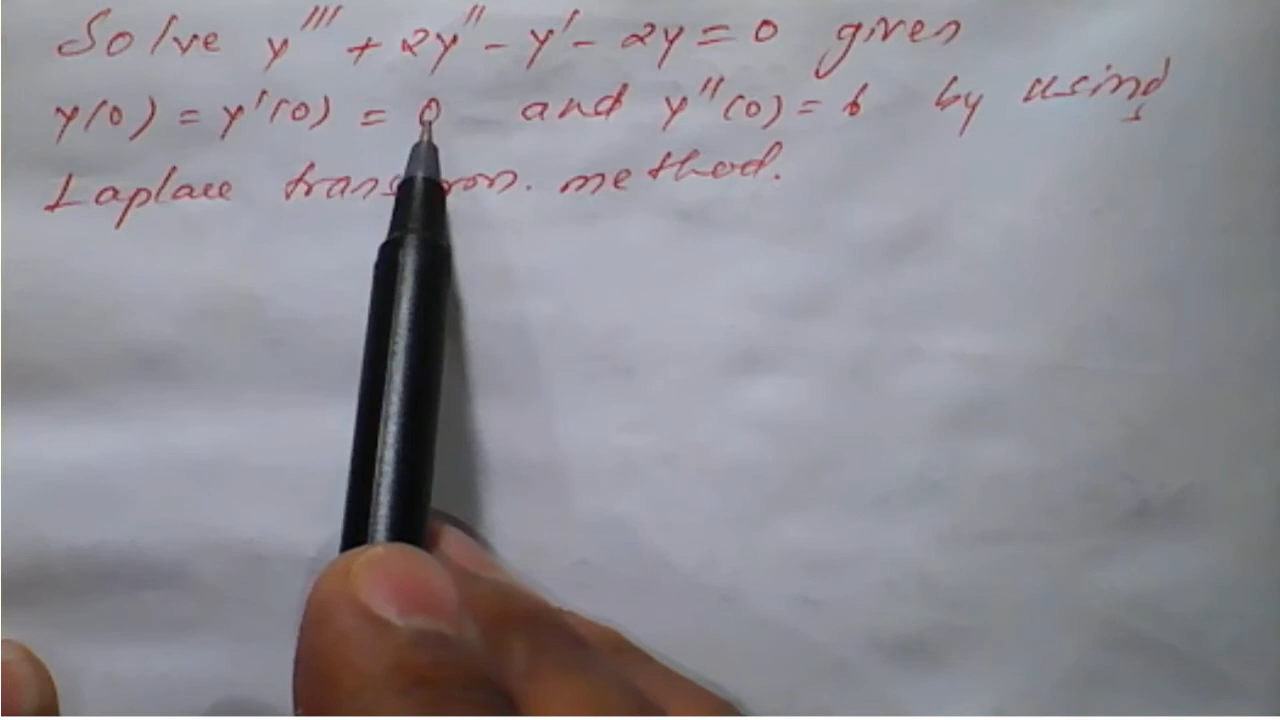 Solve y''' + 2y'' - y' - 2y = 0 given
y(0) = y'(0) = 0 and y''(0) = 6 by using
Laplace method.